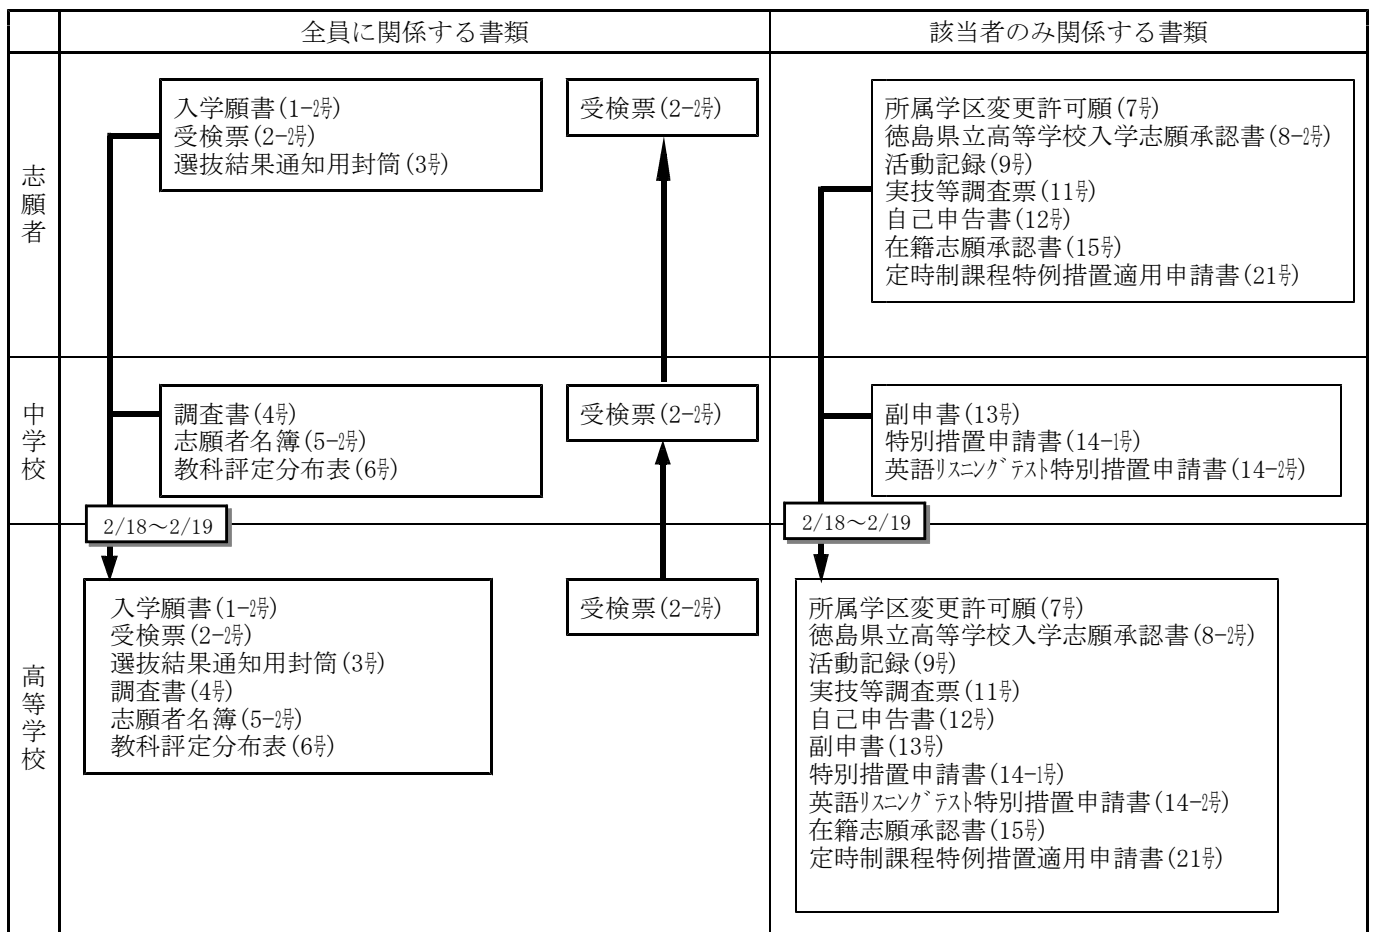 全員に関係する書類
該当者のみ関係する書類
志願者
入学願書(1-2号)
受検票(2-2号)
選抜結果通知用封筒(3号)
受検票(2-2号)
所属学区変更許可願(7号)
徳島県立高等学校入学志願承認書(8-2号)
活動記録(9号)
実技等調査票(11号)
自己申告書(12号)
在籍志願承認書(15号)
定時制課程特例措置適用申請書(21号)
中学校
調査書(4号)
志願者名簿(5-2号)
教科評定分布表(6号)
受検票(2-2号)
副申書(13号)
特別措置申請書(14-1号)
英語ﾘｽﾆﾝｸﾞﾃｽﾄ特別措置申請書(14-2号)
2/18～2/19
2/18～2/19
高等学校
入学願書(1-2号)
受検票(2-2号)
選抜結果通知用封筒(3号)
調査書(4号)
志願者名簿(5-2号)
教科評定分布表(6号)
受検票(2-2号)
所属学区変更許可願(7号)
徳島県立高等学校入学志願承認書(8-2号)
活動記録(9号)
実技等調査票(11号)
自己申告書(12号)
副申書(13号)
特別措置申請書(14-1号)
英語ﾘｽﾆﾝｸﾞﾃｽﾄ特別措置申請書(14-2号)
在籍志願承認書(15号)
定時制課程特例措置適用申請書(21号)